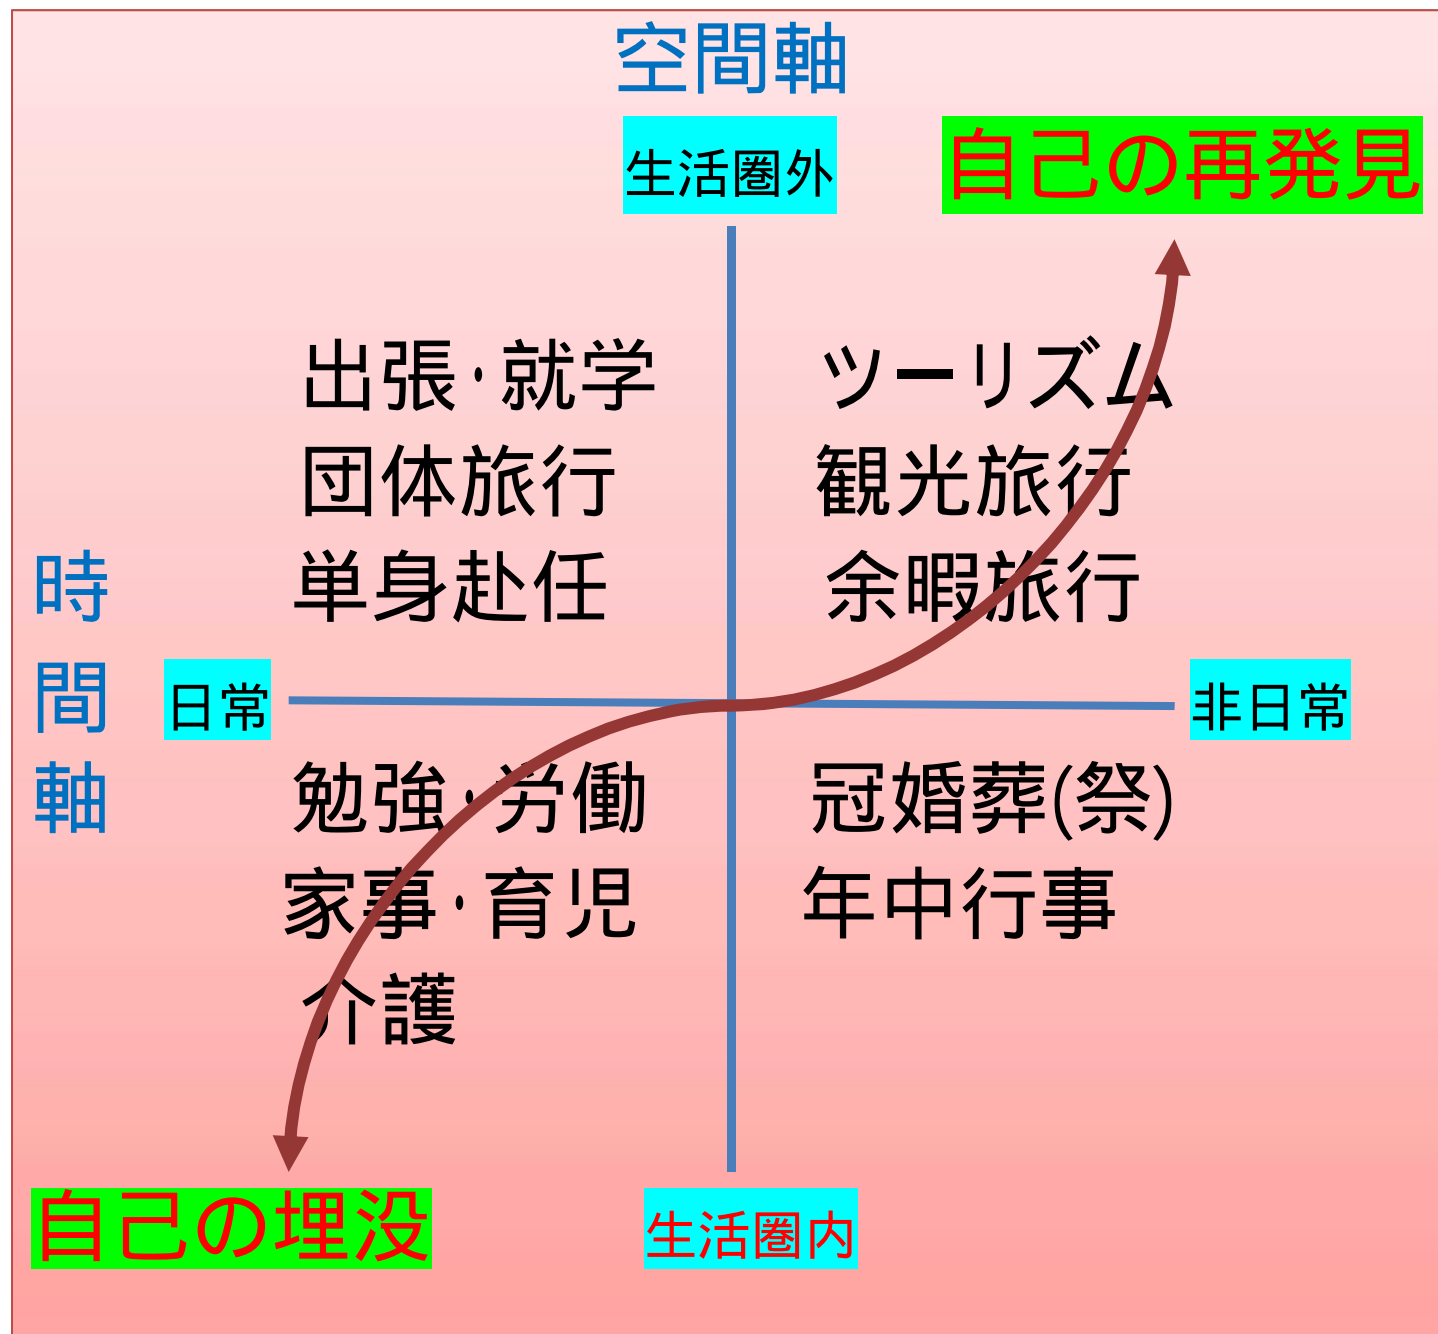 空間軸
生活圏外
自己の再発見
出張・就学
団体旅行
単身赴任
ツーリズム
観光旅行
余暇旅行
時間軸
日常
非日常
勉強・労働
家事・育児
介護
冠婚葬(祭)
年中行事
自己の埋没
生活圏内